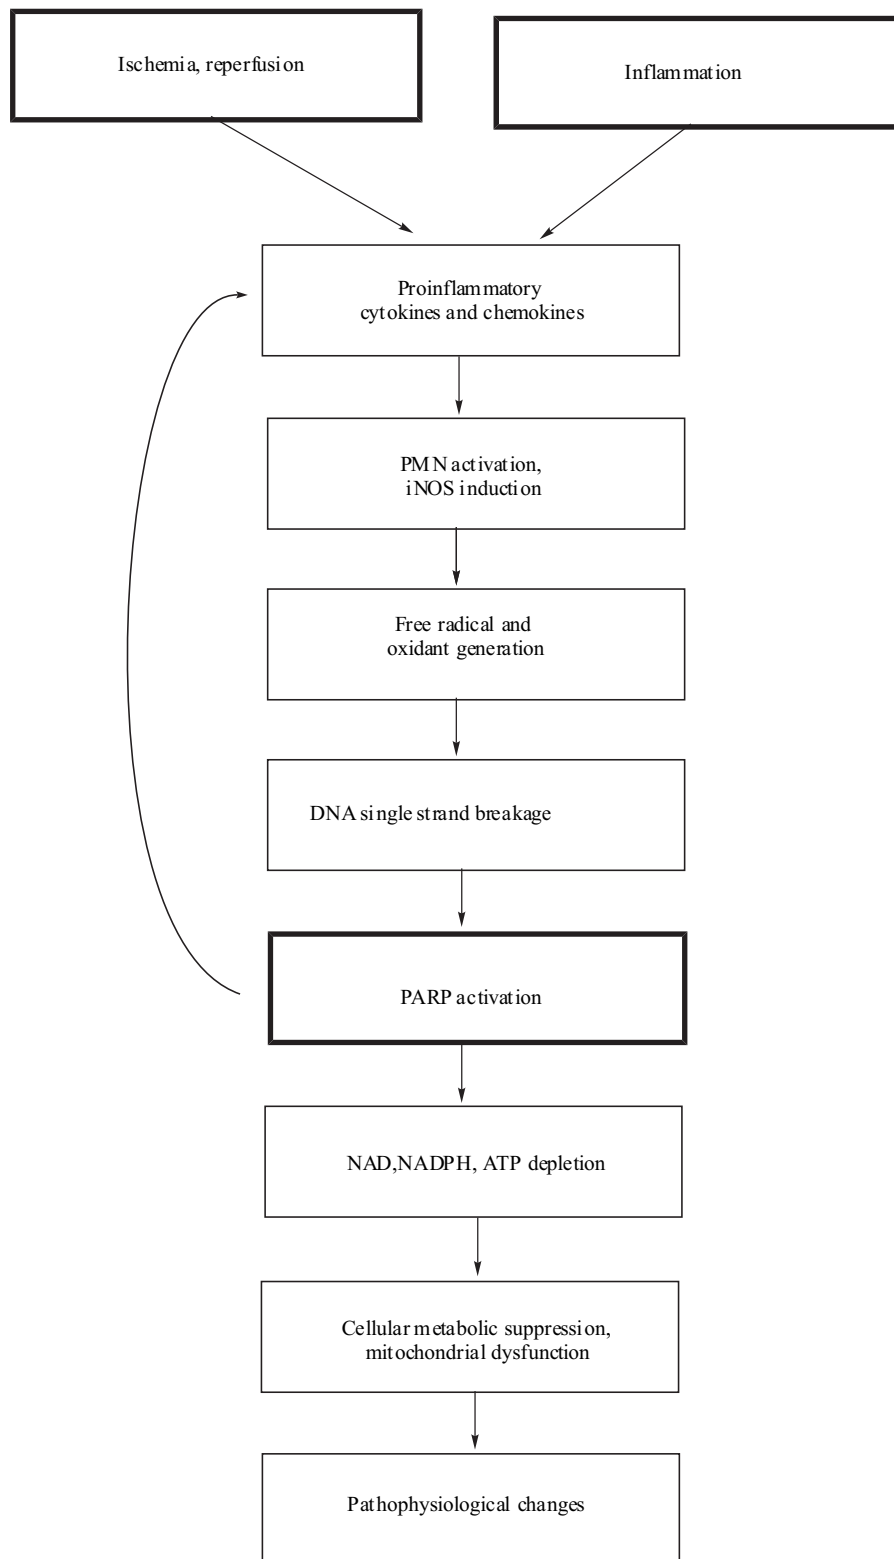 Ischemia, reperfusion
Inflammation
Proinflammatory
cytokines and chemokines
PMN activation,
iNOS induction
Free radical and
oxidant generation
DNA single strand breakage
PARP activation
NAD,NADPH, ATP depletion
Cellular metabolic suppression,
mitochondrial dysfunction
Pathophysiological changes